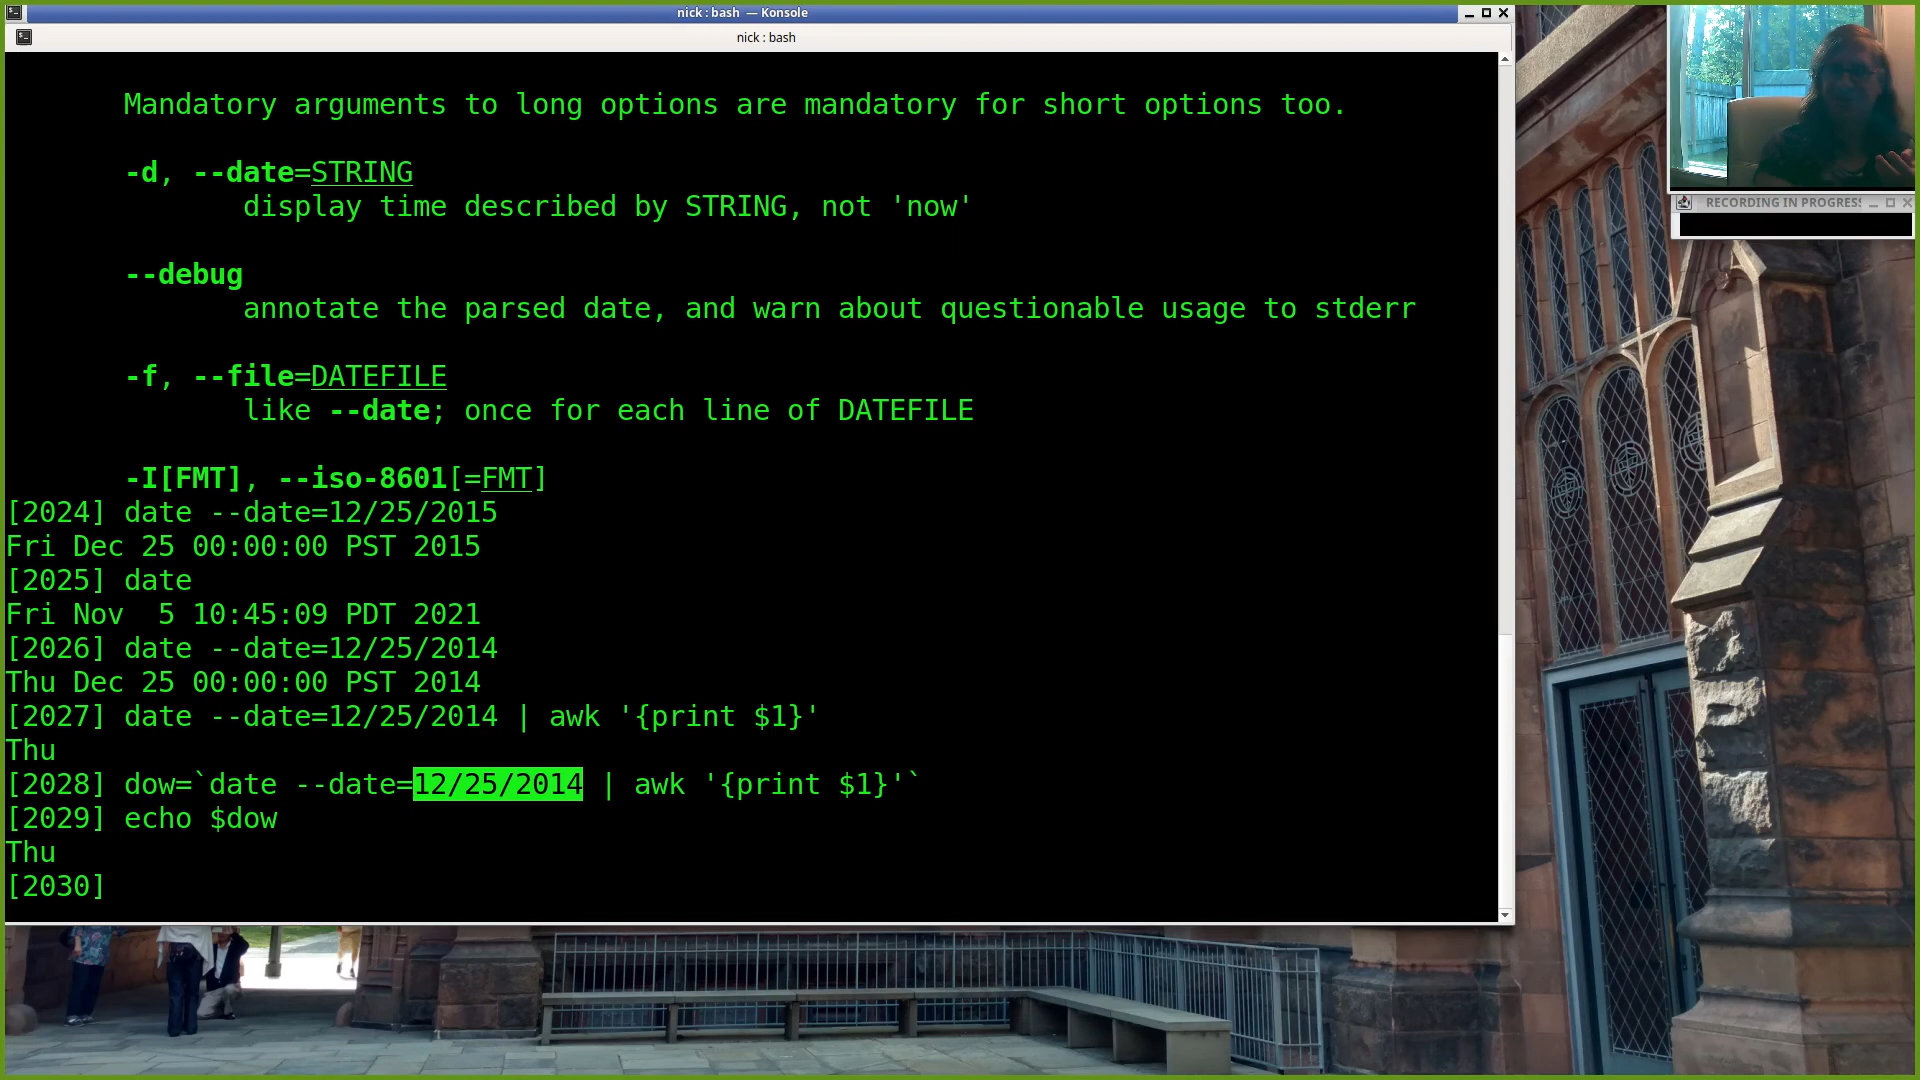 nick : bash — Konsole
nick : bash
Mandatory arguments to long options are mandatory for short options too.
-d, --date=STRING
display time described by STRING, not 'now'
--debug
annotate the parsed date, and warn about questionable usage to stderr
-f, --file=DATEFILE
like --date; once for each line of DATEFILE
-I[FMT], --iso-8601[=FMT]
[2024] date --date=12/25/2015
Fri Dec 25 00:00:00 PST 2015
[2025] date
Fri Nov  5 10:45:09 PDT 2021
[2026] date --date=12/25/2014
Thu Dec 25 00:00:00 PST 2014
[2027] date --date=12/25/2014 | awk '{print $1}'
Thu
[2028] dow=`date --date=12/25/2014 | awk '{print $1}'`
[2029] echo $dow
Thu
[2030]
RECORDING IN PROGRES